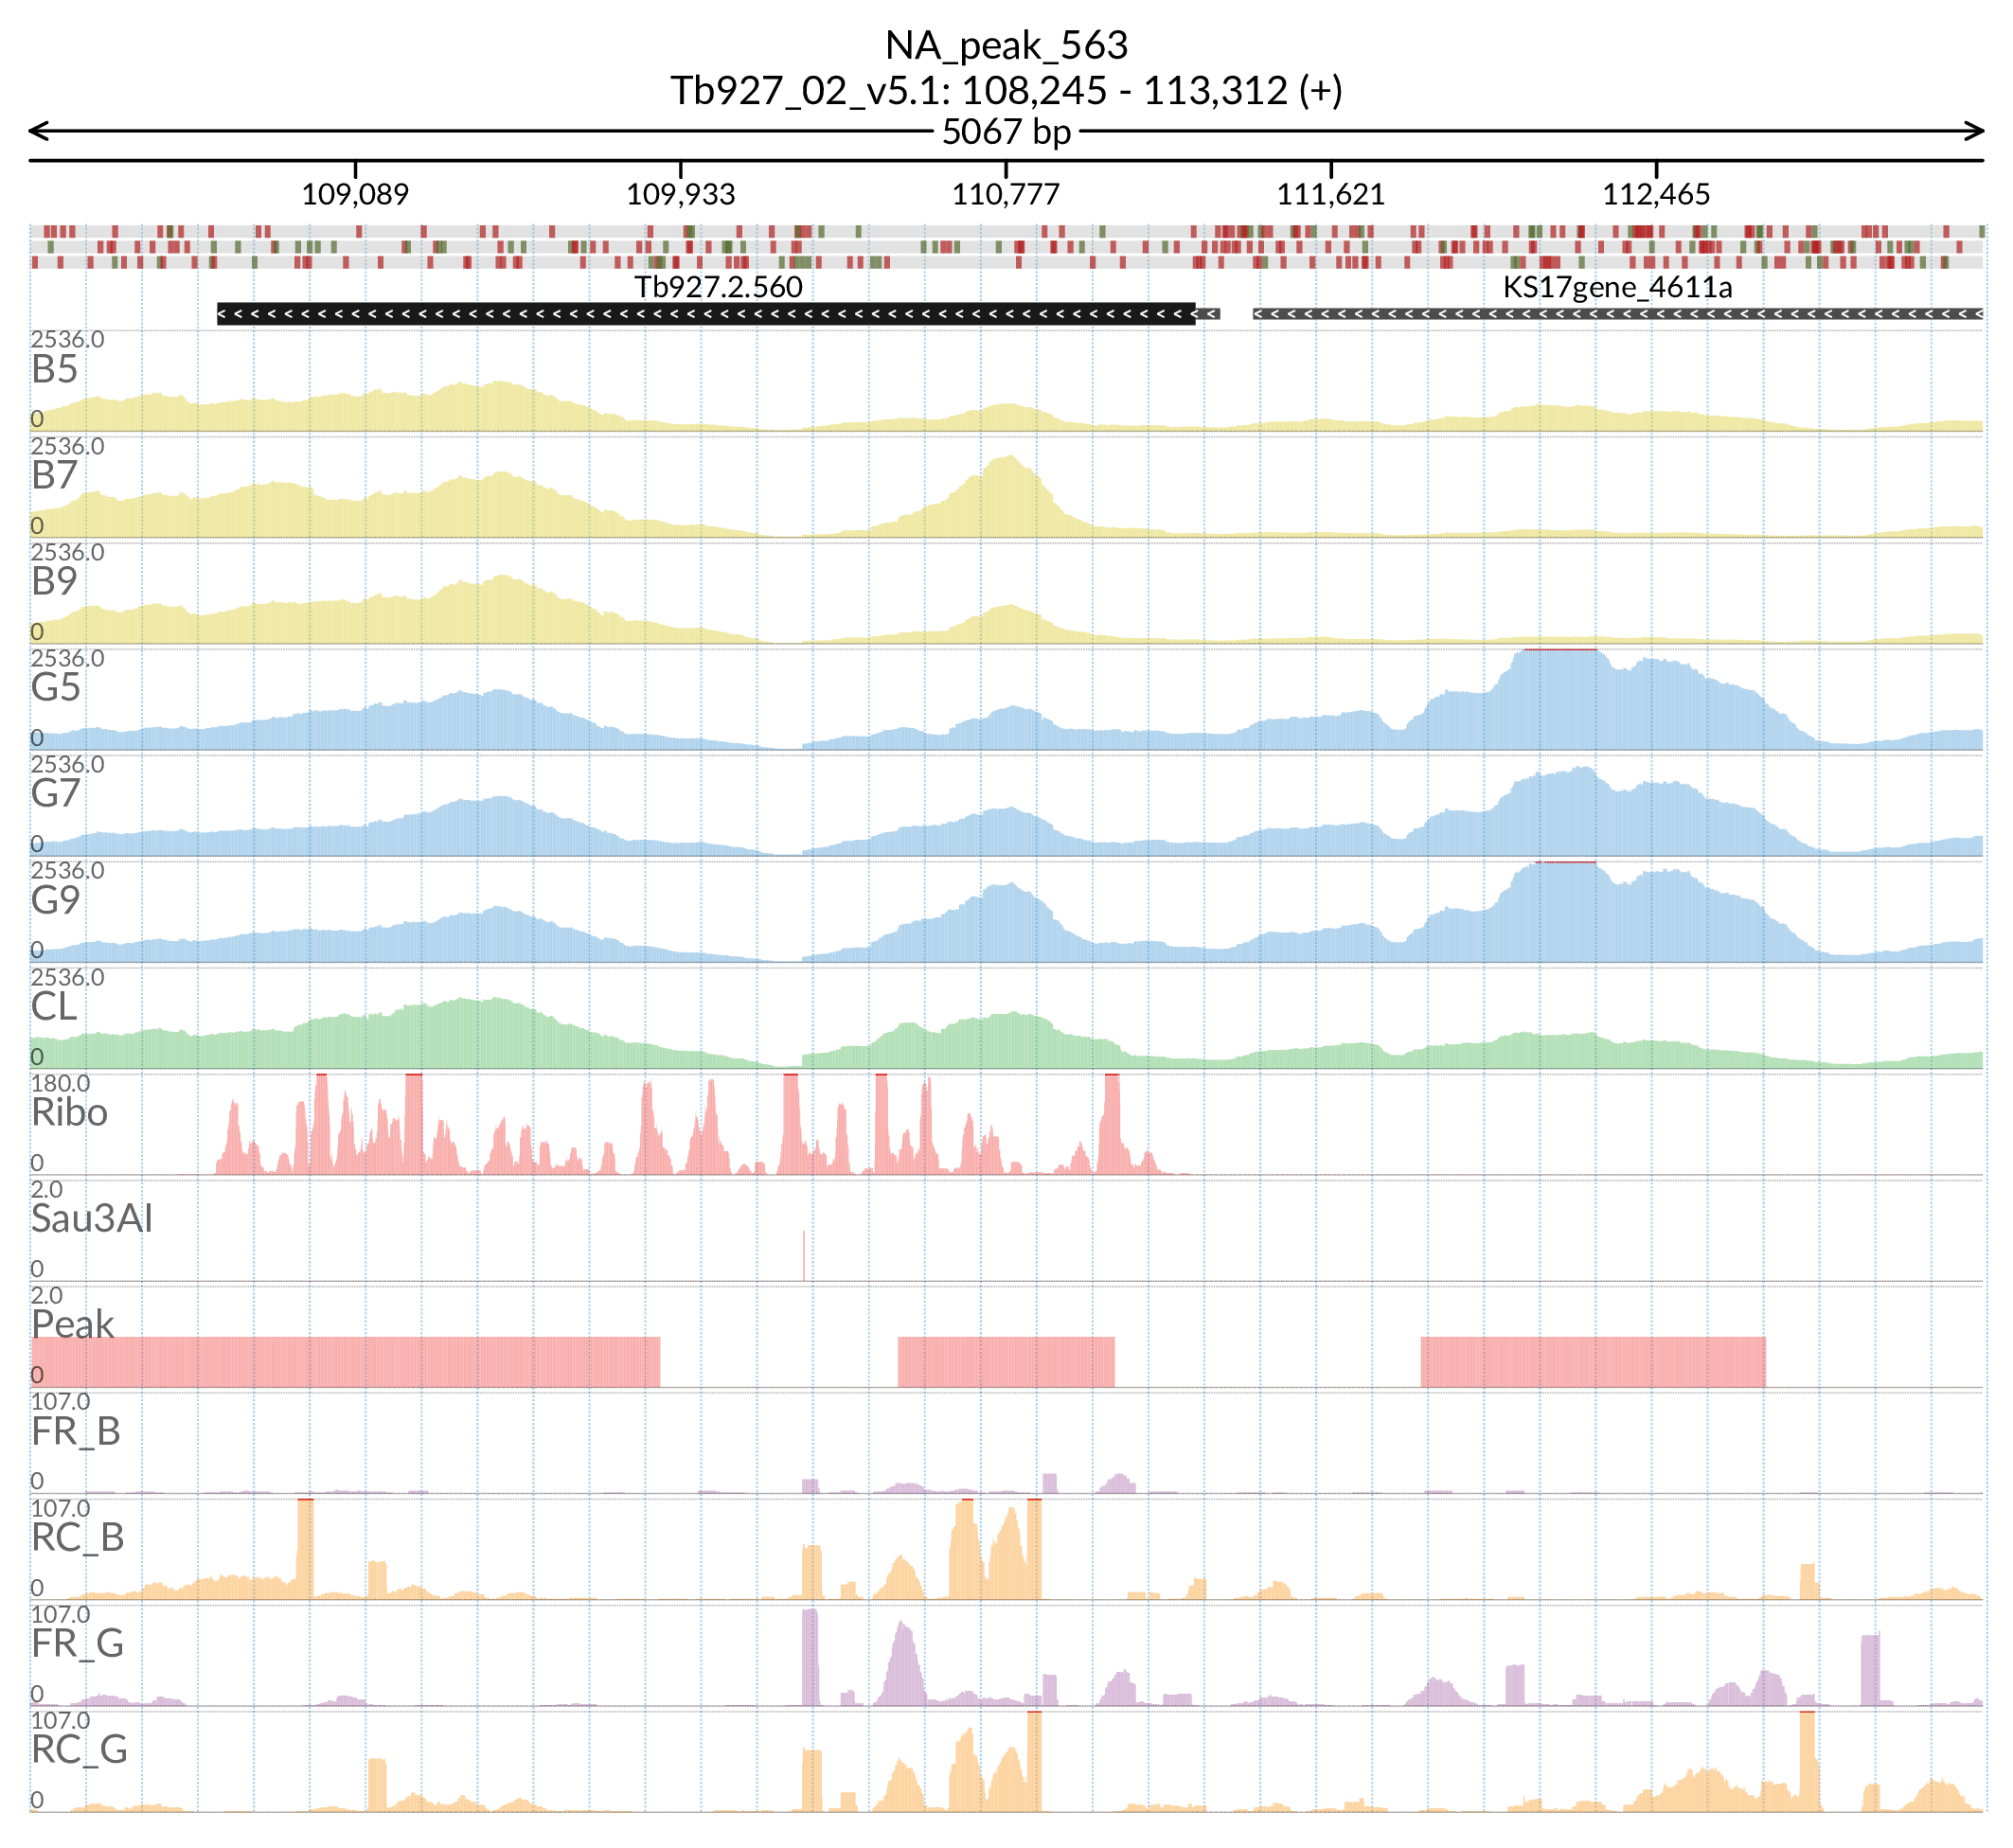 NA_peak_563
Tb927_02_v5.1: 108,245 - 113,312 (+)
5067 bp
109,089 109,933 110,777 111,621 112,465
Tb927.2.560 KS17gene_4611a
2536.0
B5
0
2536.0
B7
0
2536.0
B9
0
2536.0
G5
0
2536.0
G7
0
2536.0
G9
0
2536.0
CL
0
180.0
Ribo
0
2.0
Sau3AI
0
2.0
Peak
0
107.0
FR_B
0
107.0
RC_B
0
107.0
FR_G
0
107.0
RC_G
0